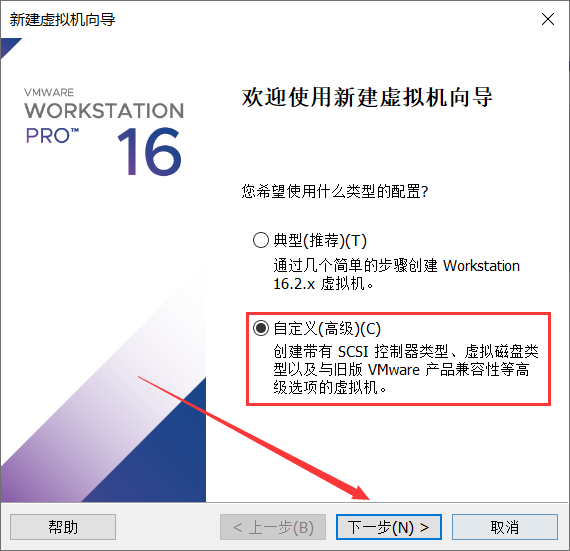 新建虚拟机向导
VMWARE
WORKSTATION
PRO™ 16
欢迎使用新建虚拟机向导
您希望使用什么类型的配置?
典型(推荐)(T)
通过几个简单的步骤创建 Workstation
16.2.x 虚拟机。
自定义(高级)(C)
创建带有 SCSI 控制器类型、虚拟磁盘类
型以及与旧版 VMware 产品兼容性等高
级选项的虚拟机。
帮助
< 上一步(B)
下一步(N) >
取消